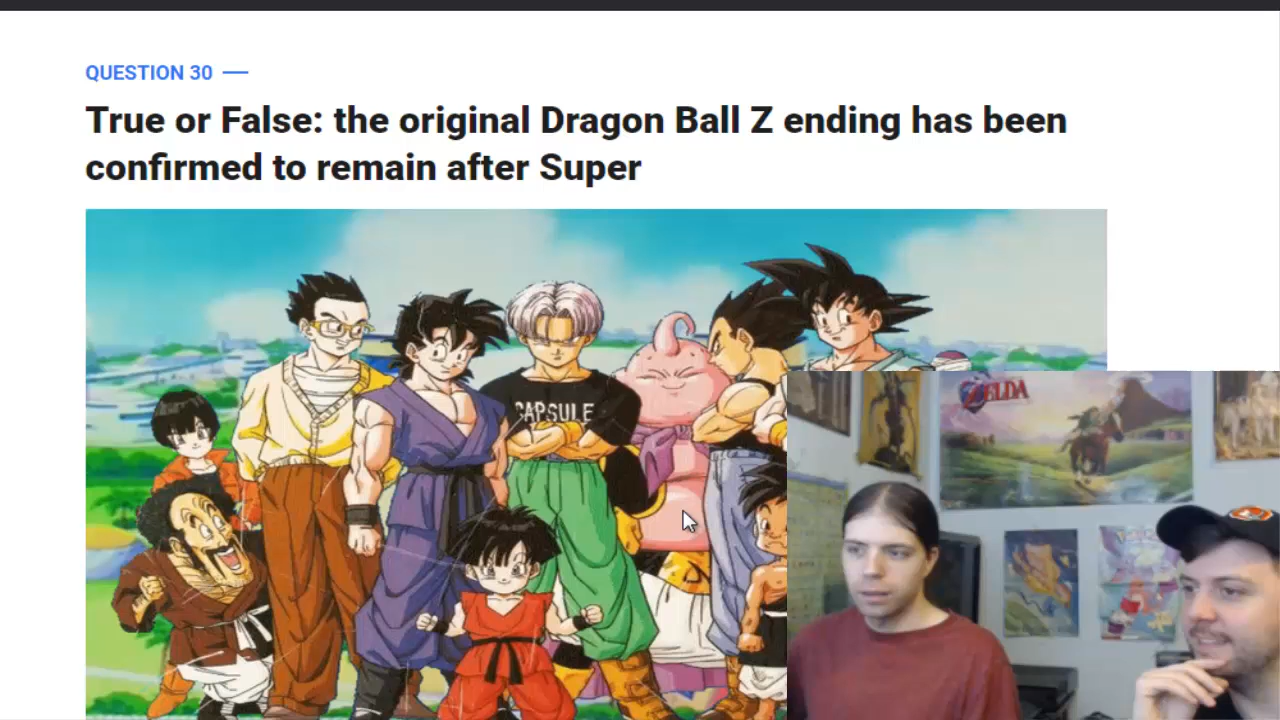 QUESTION 30
True or False: the original Dragon Ball Z ending has been
confirmed to remain after Super
CAPSULE
ZELDA